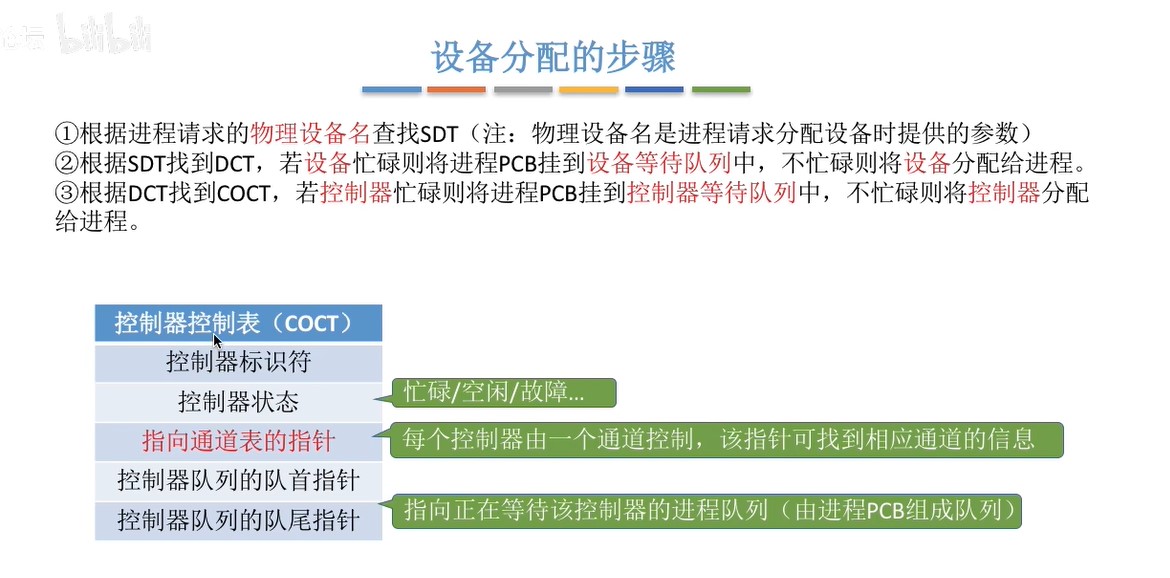 bilibili
设备分配的步骤
①根据进程请求的物理设备名查找SDT（注：物理设备名是进程请求分配设备时提供的参数）
②根据SDT找到DCT，若设备忙碌则将进程PCB挂到设备等待队列中，不忙碌则将设备分配给进程。
③根据DCT找到COCT，若控制器忙碌则将进程PCB挂到控制器等待队列中，不忙碌则将控制器分配
给进程。
控制器控制表（COCT）
控制器标识符
控制器状态
忙碌/空闲/故障...
指向通道表的指针
每个控制器由一个通道控制，该指针可找到相应通道的信息
控制器队列的队首指针
控制器队列的队尾指针
指向正在等待该控制器的进程队列（由进程PCB组成队列）